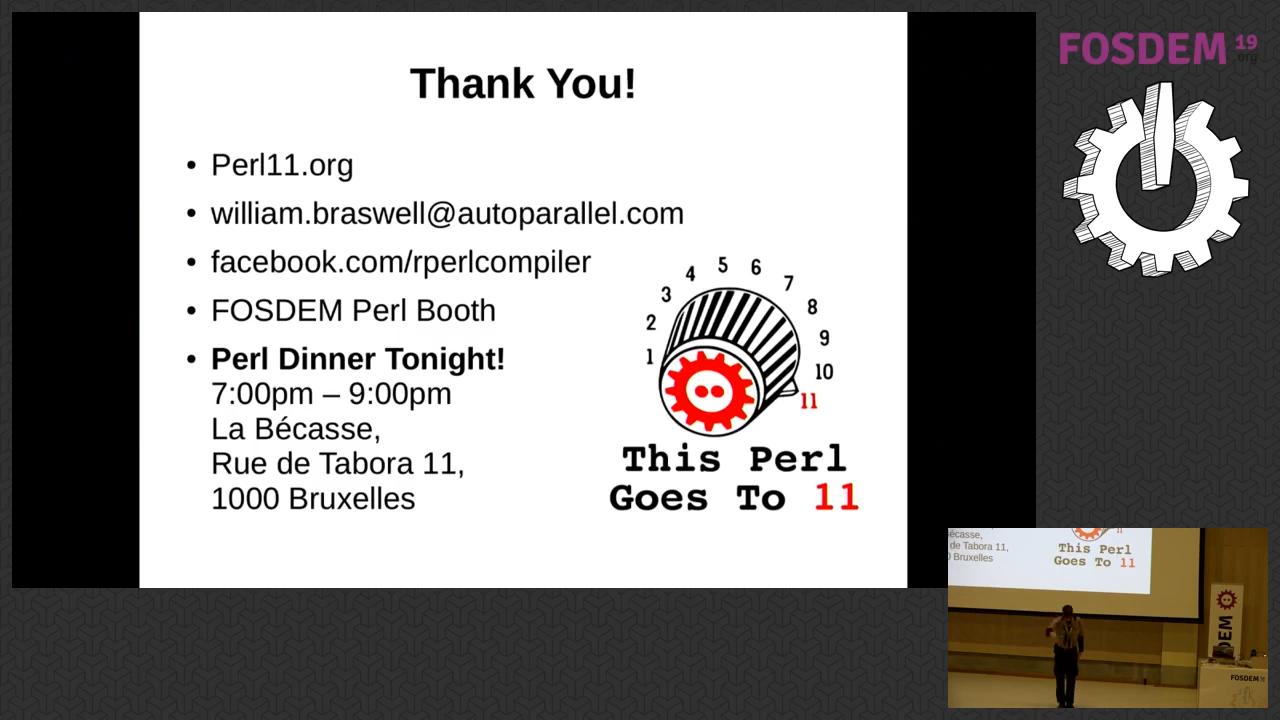 Thank You!
• Perl11.org
• william.braswell@autoparallel.com
• facebook.com/rperlcompiler
• FOSDEM Perl Booth
• Perl Dinner Tonight!
7:00pm – 9:00pm
La Bécasse,
Rue de Tabora 11,
1000 Bruxelles
1
2
3
4
5
6
7
8
9
10
11
This Perl
Goes To 11
FOSDEM 19
.org
écasse,
de Tabora 11,
Bruxelles
This Perl
Goes To 11
DEM
FOSDEM